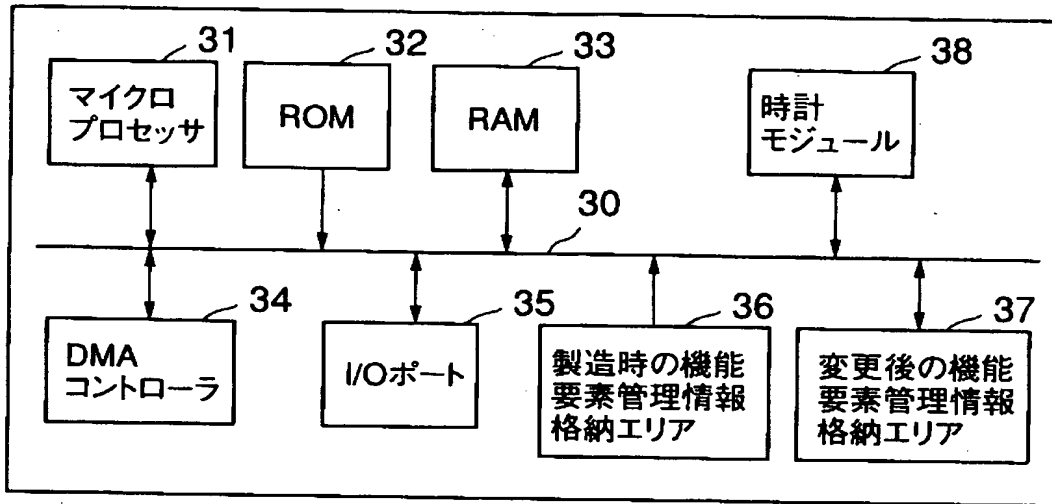 31
マイクロ
プロセッサ
32
ROM
33
RAM
38
時計
モジュール
30
34
DMA
コントローラ
35
I/Oポート
36
製造時の機能
要素管理情報
格納エリア
37
変更後の機能
要素管理情報
格納エリア